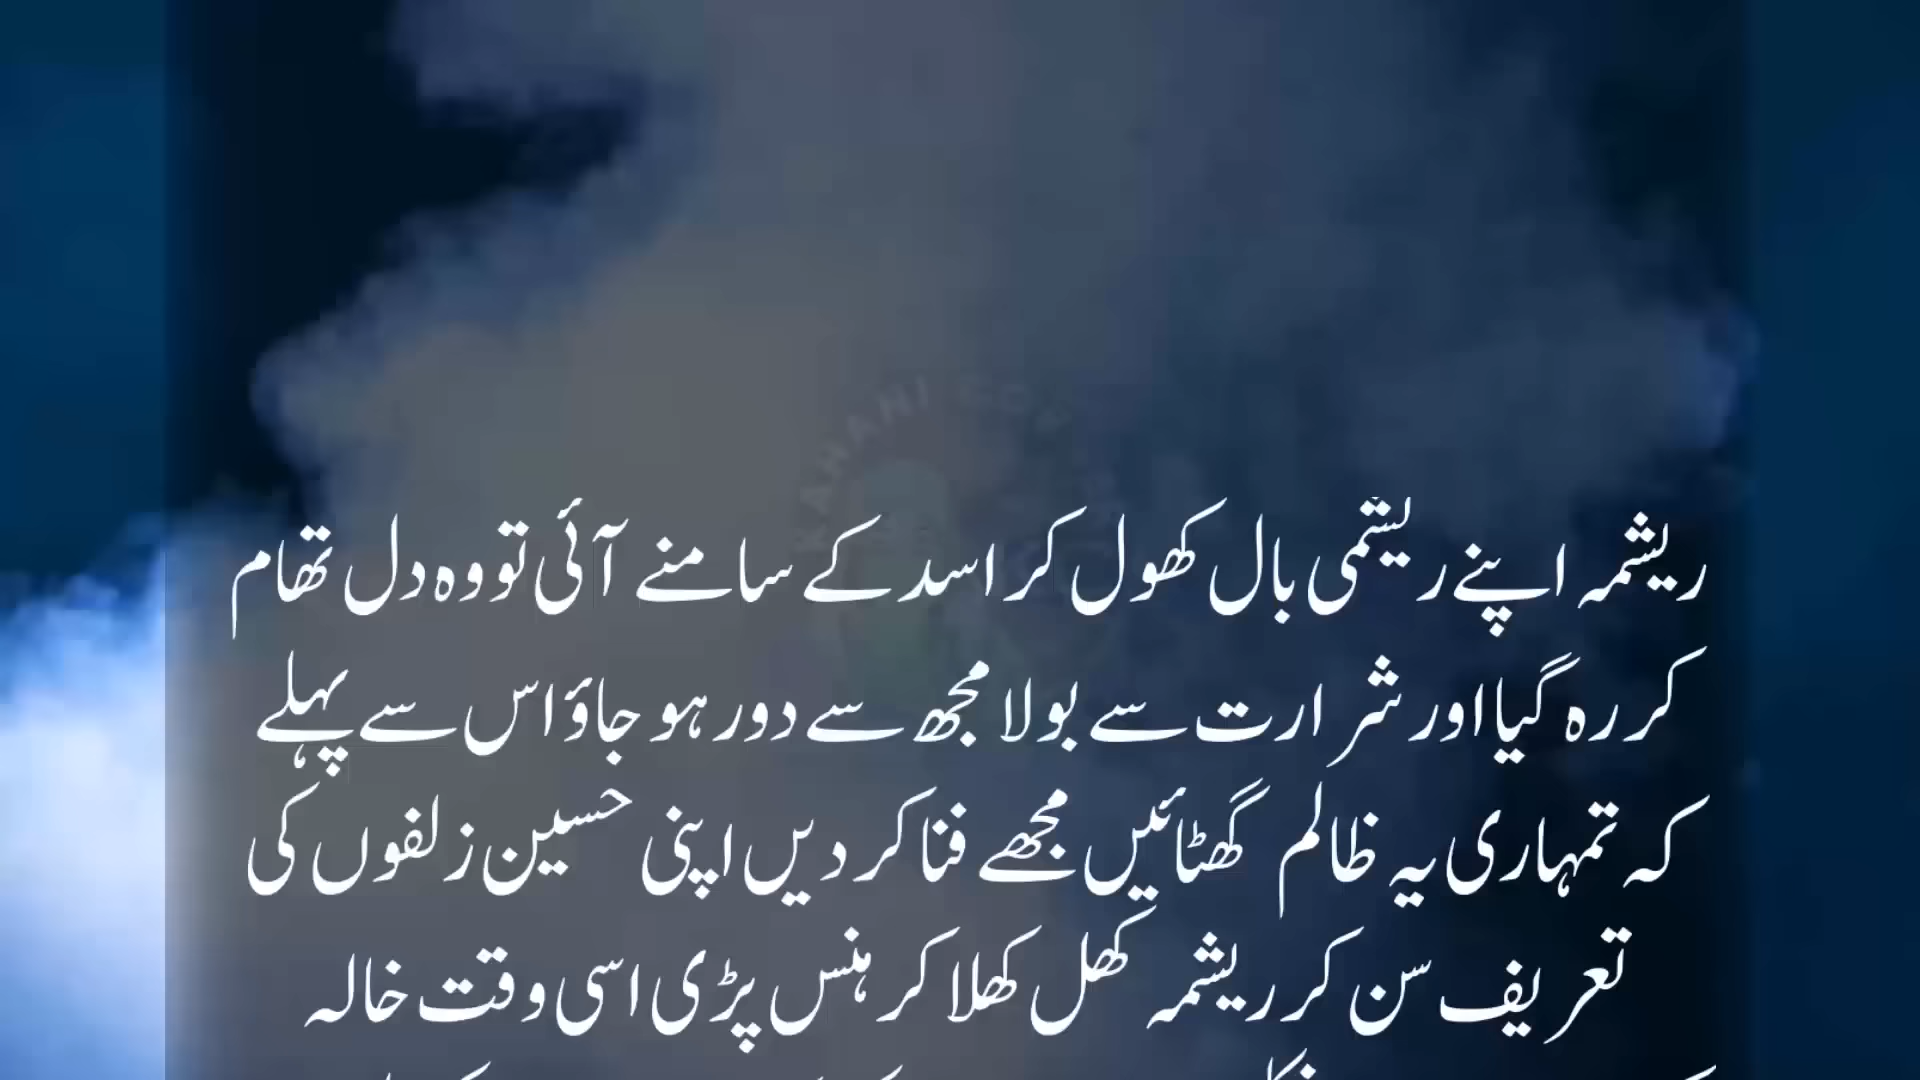 KAHANI COR
ریشمہ اپنے ریشمی بال کھول کر اسد کے سامنے آئی تو وہ دل تھام
کر رہ گیا اور شرارت سے بولا مجھ سے دور ہو جاؤ اس سے پہلے
کہ تمہاری یہ ظالم گھٹائیں مجھے فنا کر دیں اپنی حسین زلفوں کی
تعریف سن کر ریشمہ کھل کھلا کر ہنس پڑی اسی وقت خالہ